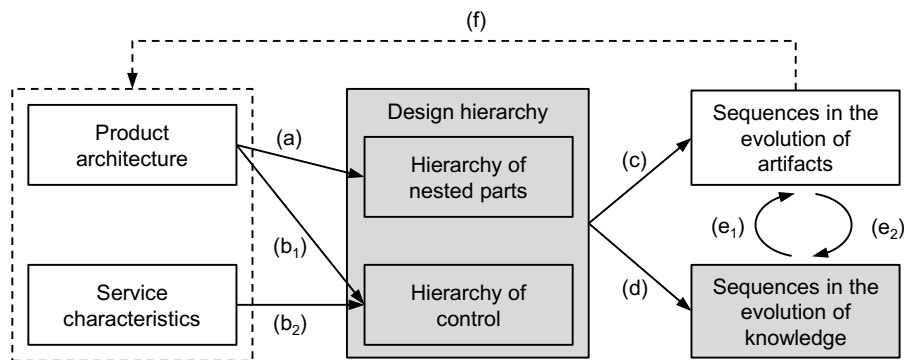 (f)
Product
architecture
Service
characteristics
(a)
(b₁)
(b₂)
Design hierarchy
Hierarchy of
nested parts
Hierarchy of
control
(c)
(d)
Sequences in the
evolution of
artifacts
(e₁)
(e₂)
Sequences in the
evolution of
knowledge